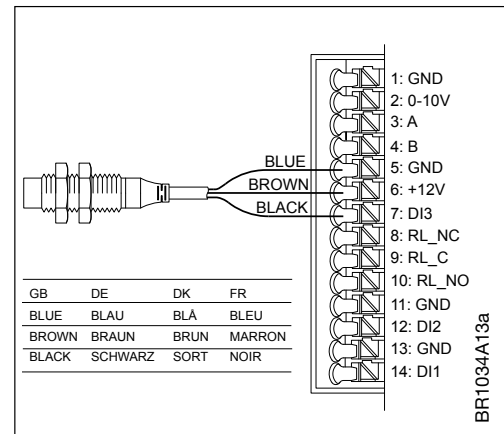 1: GND
2: 0-10V
3: A
4: B
BLUE
5: GND
BROWN
6: +12V
BLACK
7: DI3
8: RL_NC
9: RL_C
10: RL_NO
11: GND
12: DI2
13: GND
14: DI1
GB DE DK FR
BLUE BLAU BLÅ BLEU
BROWN BRAUN BRUN MARRON
BLACK SCHWARZ SORT NOIR
BR1034A13a